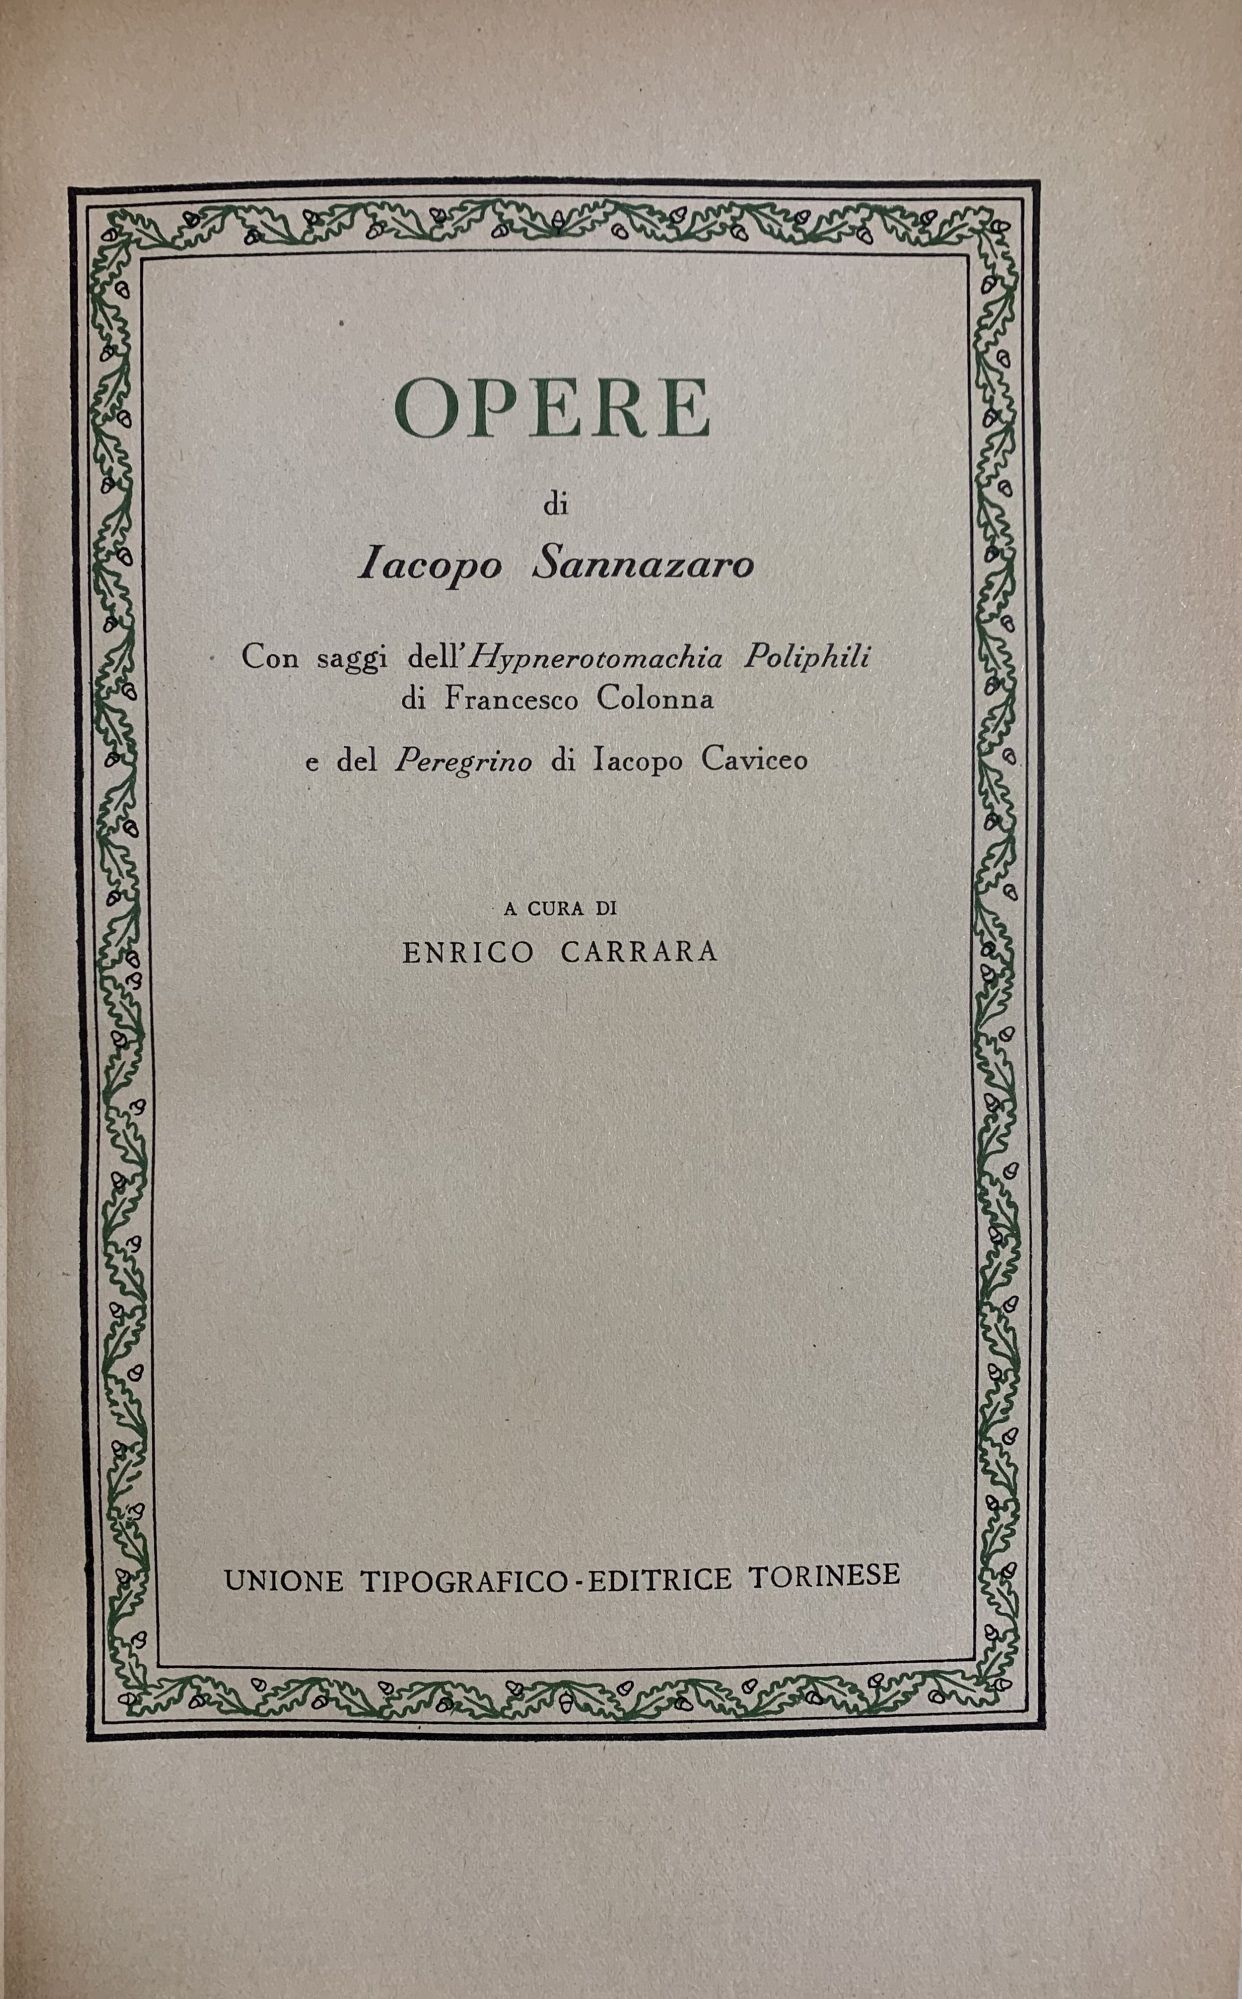 OPERE
di
Iacopo Sannazaro
Con saggi dell'Hypnerotomachia Poliphili
di Francesco Colonna
e del Peregrino di Iacopo Caviceo
A CURA DI
ENRICO CARRARA
UNIONE TIPOGRAFICO-EDITRICE TORINESE